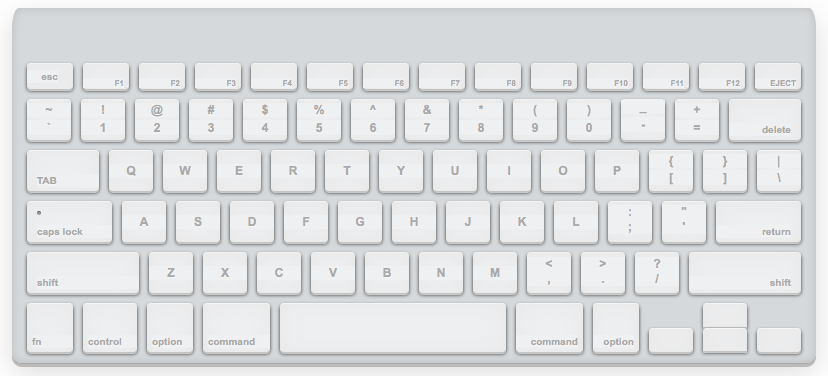 esc F1 F2 F3 F4 F5 F6 F7 F8 F9 F10 F11 F12 EJECT
~ ! @ # $ % ^ & * ( ) _ +
` 1 2 3 4 5 6 7 8 9 0 - = delete
TAB Q W E R T Y U I O P { } |
[ ] \
caps lock A S D F G H J K L : "
; ' return
shift Z X C V B N M < > ?
, . / shift
fn control option command command option